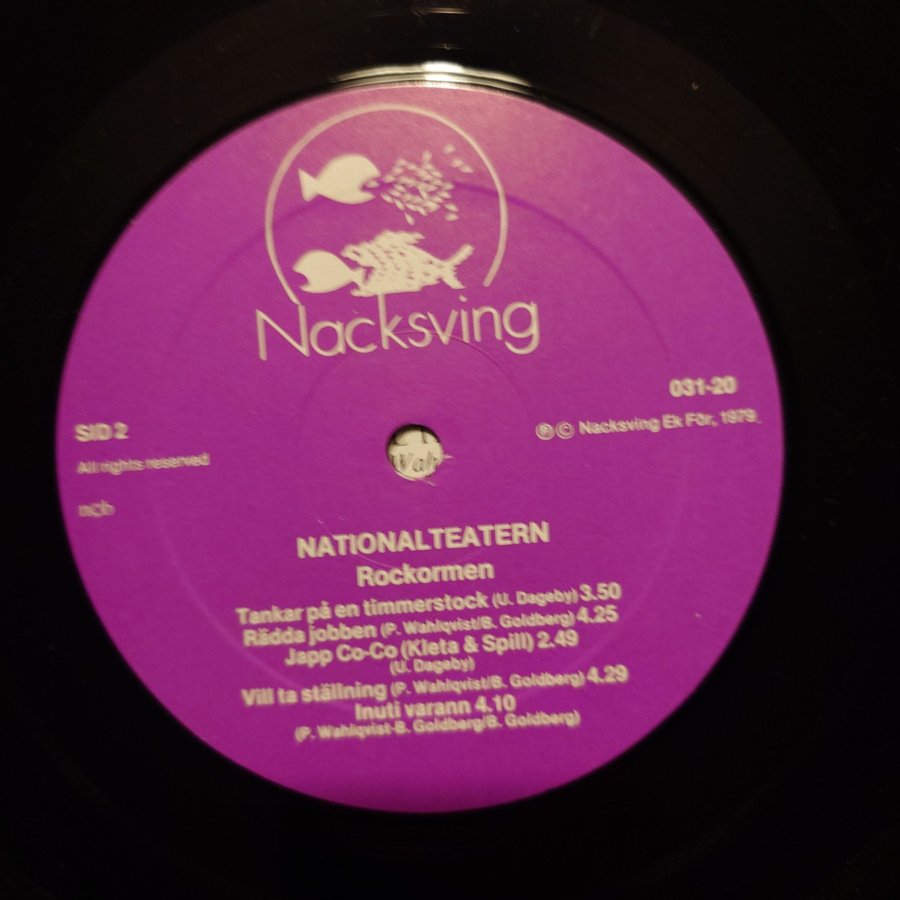 Nacksving
031-20
SID 2
℗ © Nacksving Ek För, 1979.
All rights reserved
ncb
Wah
NATIONALTEATERN
Rockormen
Tankar på en timmerstock (U. Dageby) 3.50
Rädda jobben (P. Wahlqvist/B. Goldberg) 4.25
Japp Co-Co (Kleta & Spill) 2.49
(U. Dageby)
Vill ta ställning (P. Wahlqvist/B. Goldberg) 4.29
Inuti varann 4.10
(P. Wahlqvist-B. Goldberg/B. Goldberg)